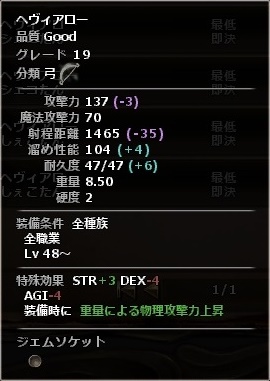 ヘヴィアロー
品質 Good
グレード 19
分類 弓
攻撃力 137 (-3)
魔法攻撃力 70
射程距離 1465 (-35)
溜め性能 104 (+4)
耐久度 47/47 (+6)
重量 8.50
硬度 2
装備条件 全種族
全職業
Lv 48～
特殊効果 STR+3 DEX-4
AGI-4
装備時に 重量による物理攻撃力上昇
ジェムソケット
最低
即決
最低
即決
最低
即決
1/1